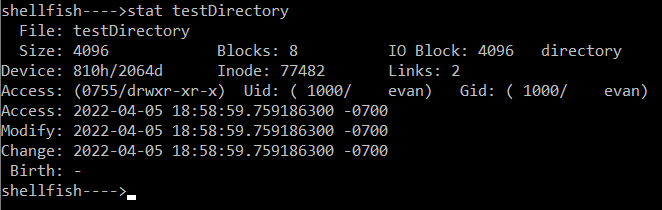 shellfish---->stat testDirectory
  File: testDirectory
  Size: 4096            Blocks: 8          IO Block: 4096   directory
Device: 810h/2064d      Inode: 77482       Links: 2
Access: (0755/drwxr-xr-x)  Uid: ( 1000/    evan)   Gid: ( 1000/    evan)
Access: 2022-04-05 18:58:59.759186300 -0700
Modify: 2022-04-05 18:58:59.759186300 -0700
Change: 2022-04-05 18:58:59.759186300 -0700
 Birth: -
shellfish---->